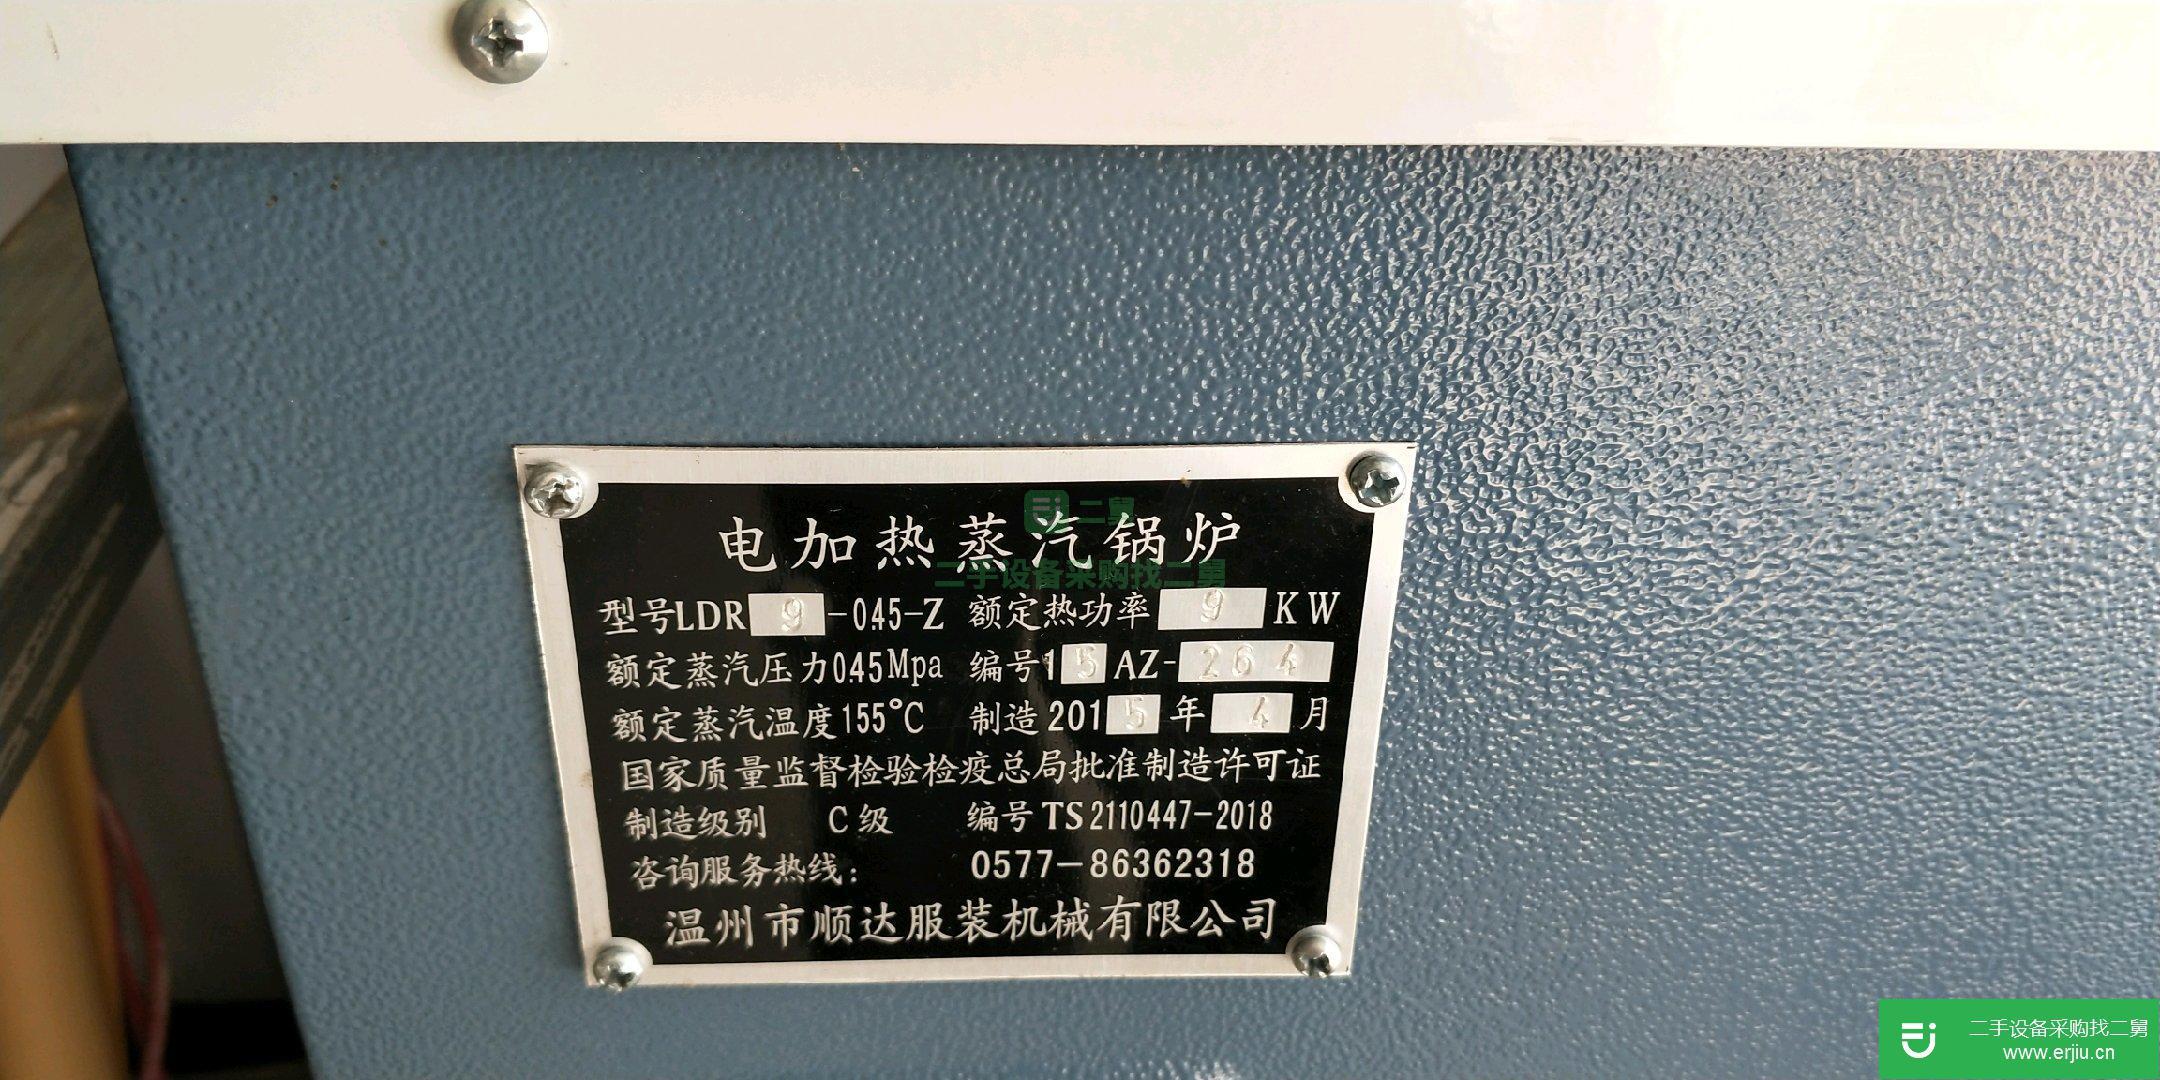 二舅
电加热蒸汽锅炉
二手设备采购找二舅
型号LDR 9 -045-Z 额定热功率 9 KW
额定蒸汽压力045Mpa 编号15AZ-264
额定蒸汽温度155℃ 制造2015年4月
国家质量监督检验检疫总局批准制造许可证
制造级别 C级 编号TS2110447-2018
咨询服务热线: 0577-86362318
温州市顺达服装机械有限公司
二手设备采购找二舅
www.erjiu.cn